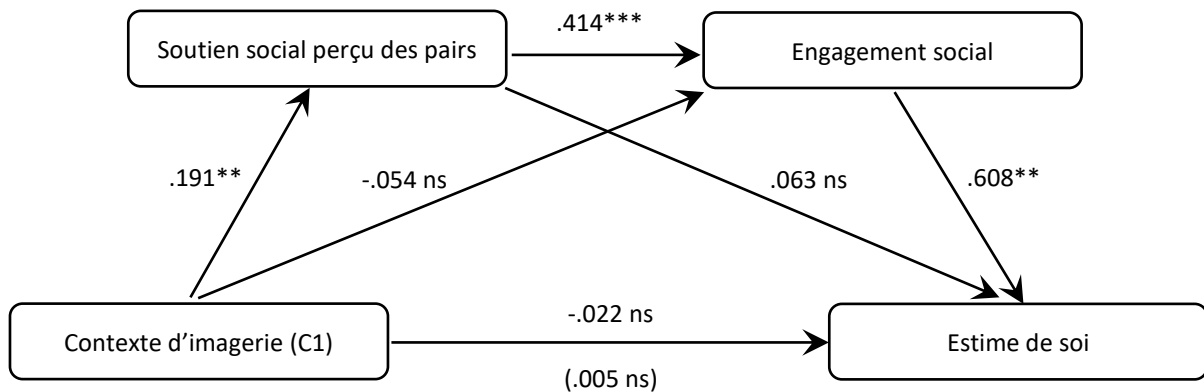 .414***
Soutien social perçu des pairs
Engagement social
.191**
-.054 ns
.063 ns
.608**
-.022 ns
Contexte d’imagerie (C1)
Estime de soi
(.005 ns)